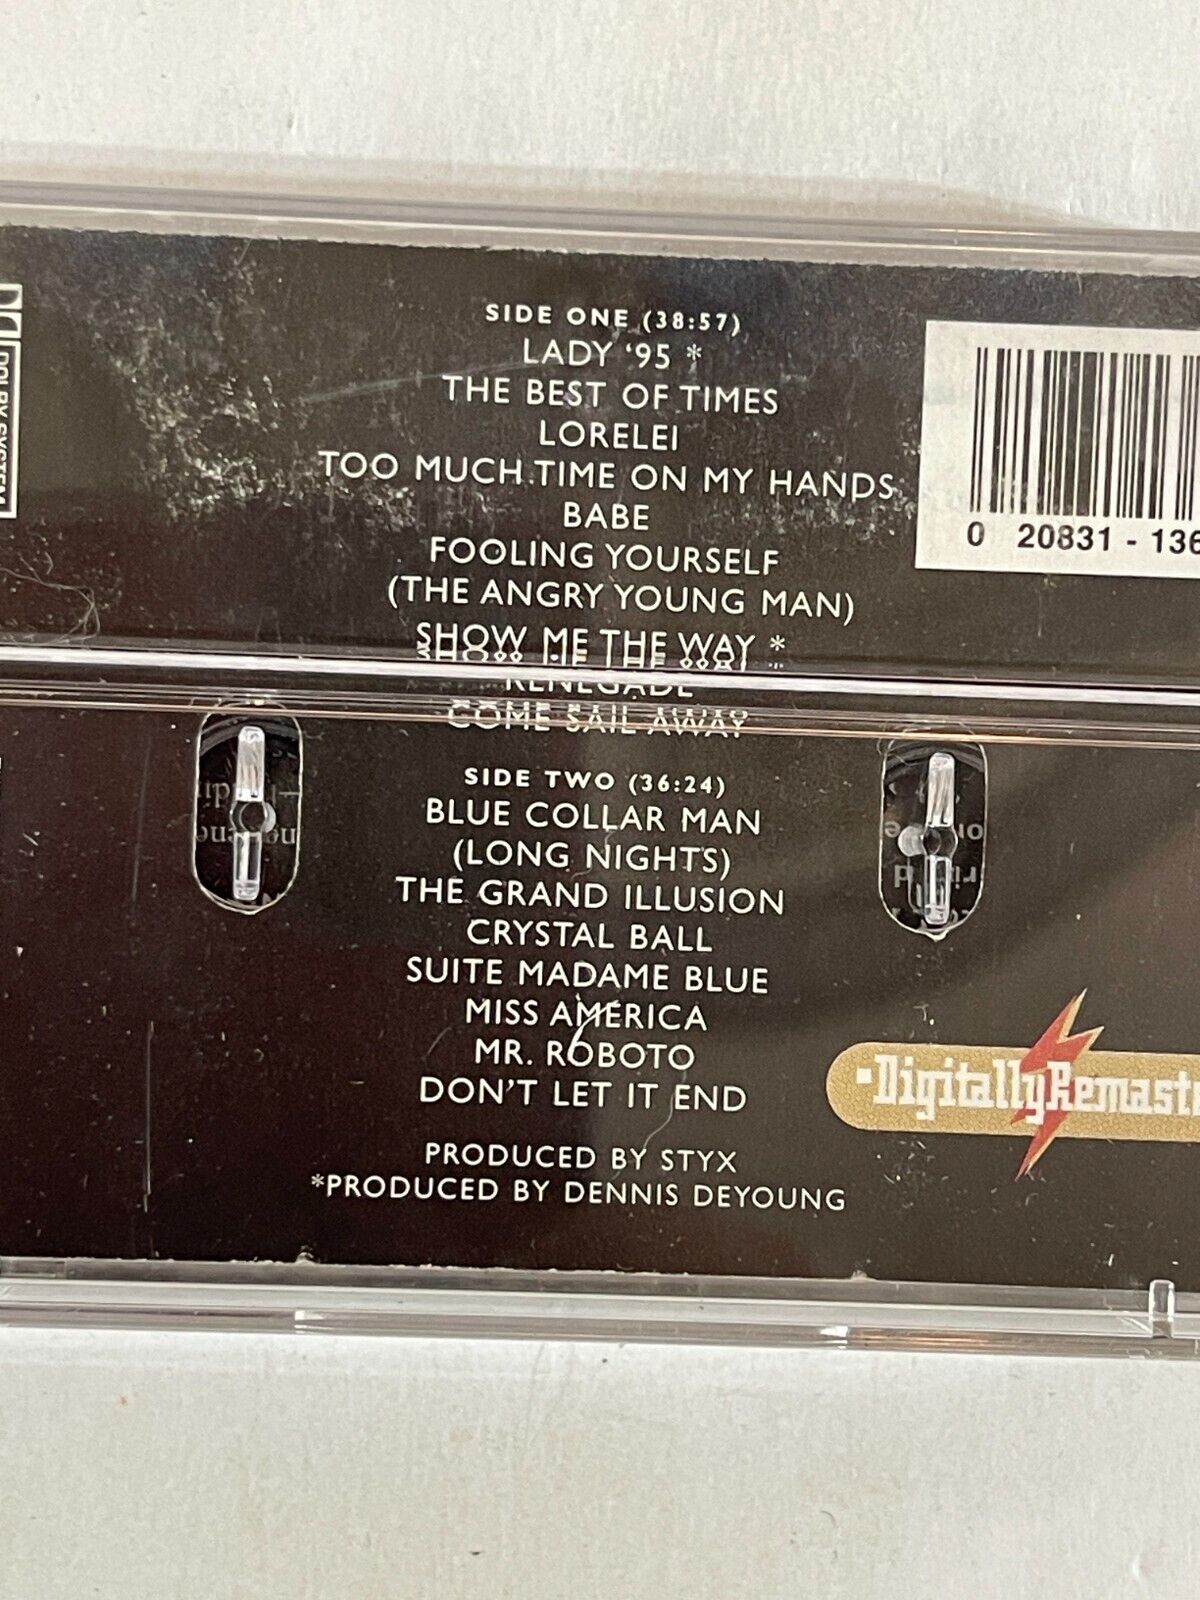 SIDE ONE (38:57)
LADY '95 *
THE BEST OF TIMES
LORELEI
TOO MUCH TIME ON MY HANDS
BABE
FOOLING YOURSELF
(THE ANGRY YOUNG MAN)
SHOW ME THE WAY *
RENEGADE
COME SAIL AWAY
SIDE TWO (36:24)
BLUE COLLAR MAN
(LONG NIGHTS)
THE GRAND ILLUSION
CRYSTAL BALL
SUITE MADAME BLUE
MISS AMERICA
MR. ROBOTO
DON'T LET IT END
PRODUCED BY STYX
*PRODUCED BY DENNIS DEYOUNG
DOLBY SYSTEM
0 20831 - 136
DigitallyRemast